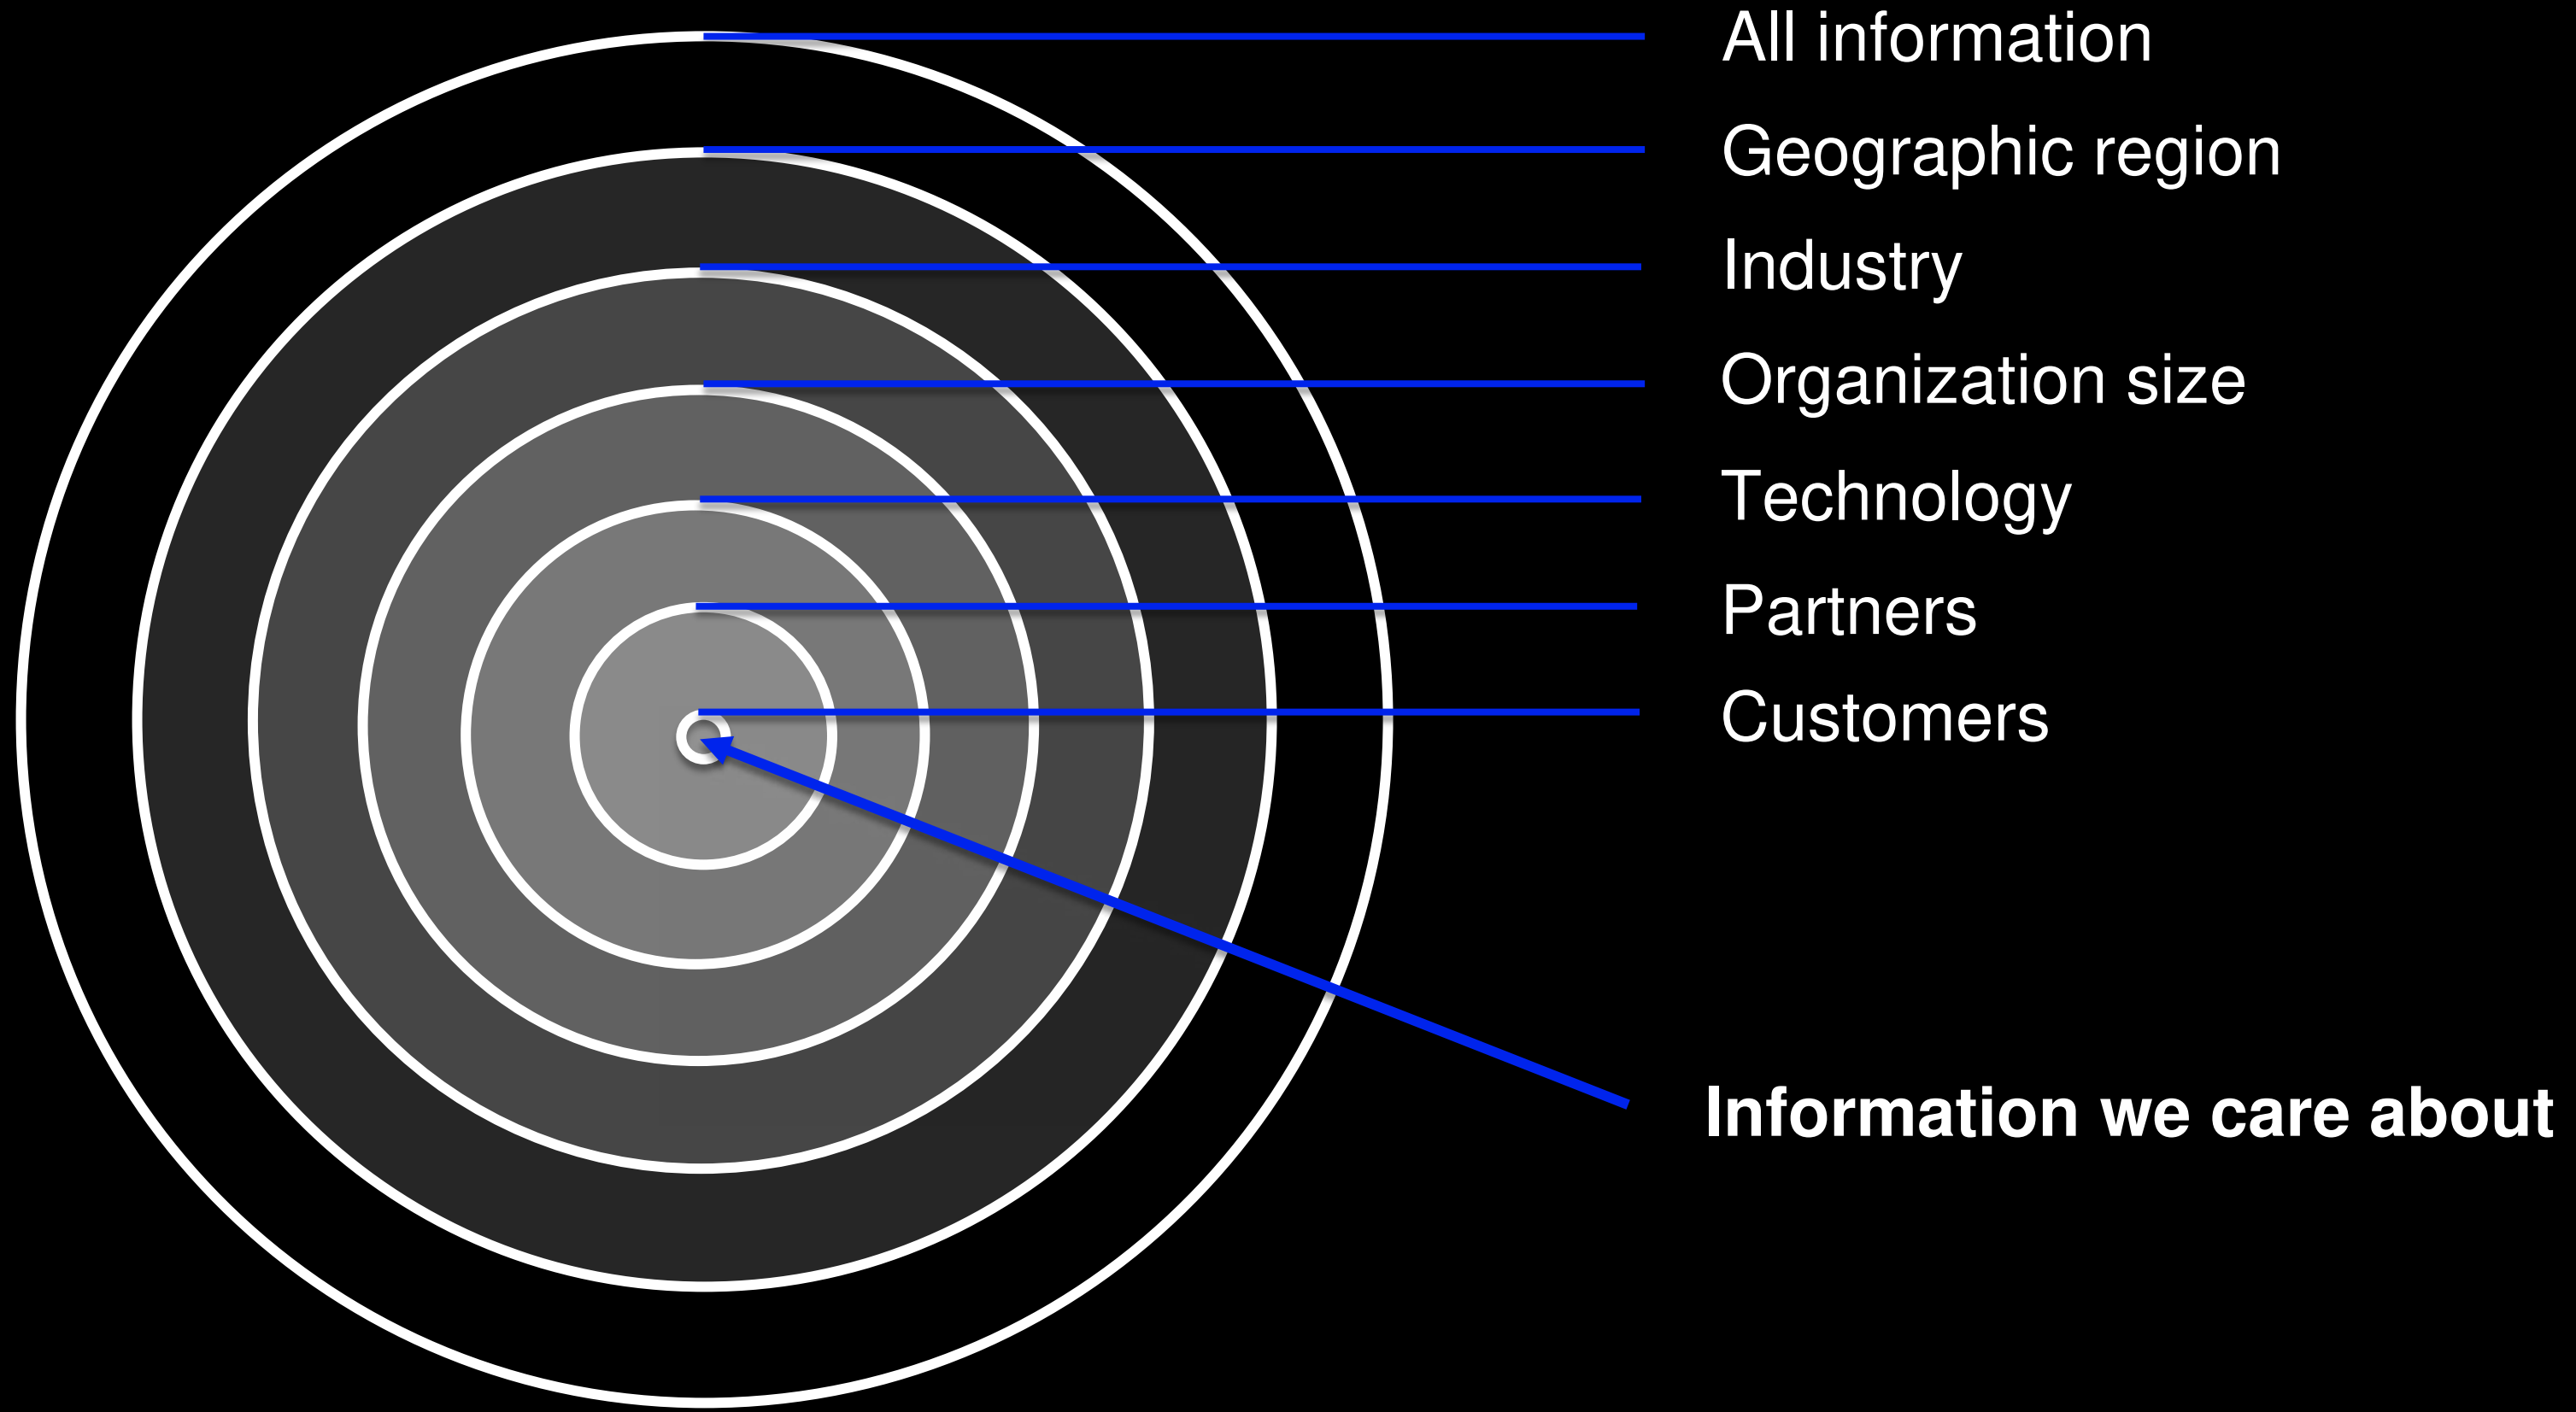 All information
Geographic region
Industry
Organization size
Technology
Partners
Customers
Information we care about